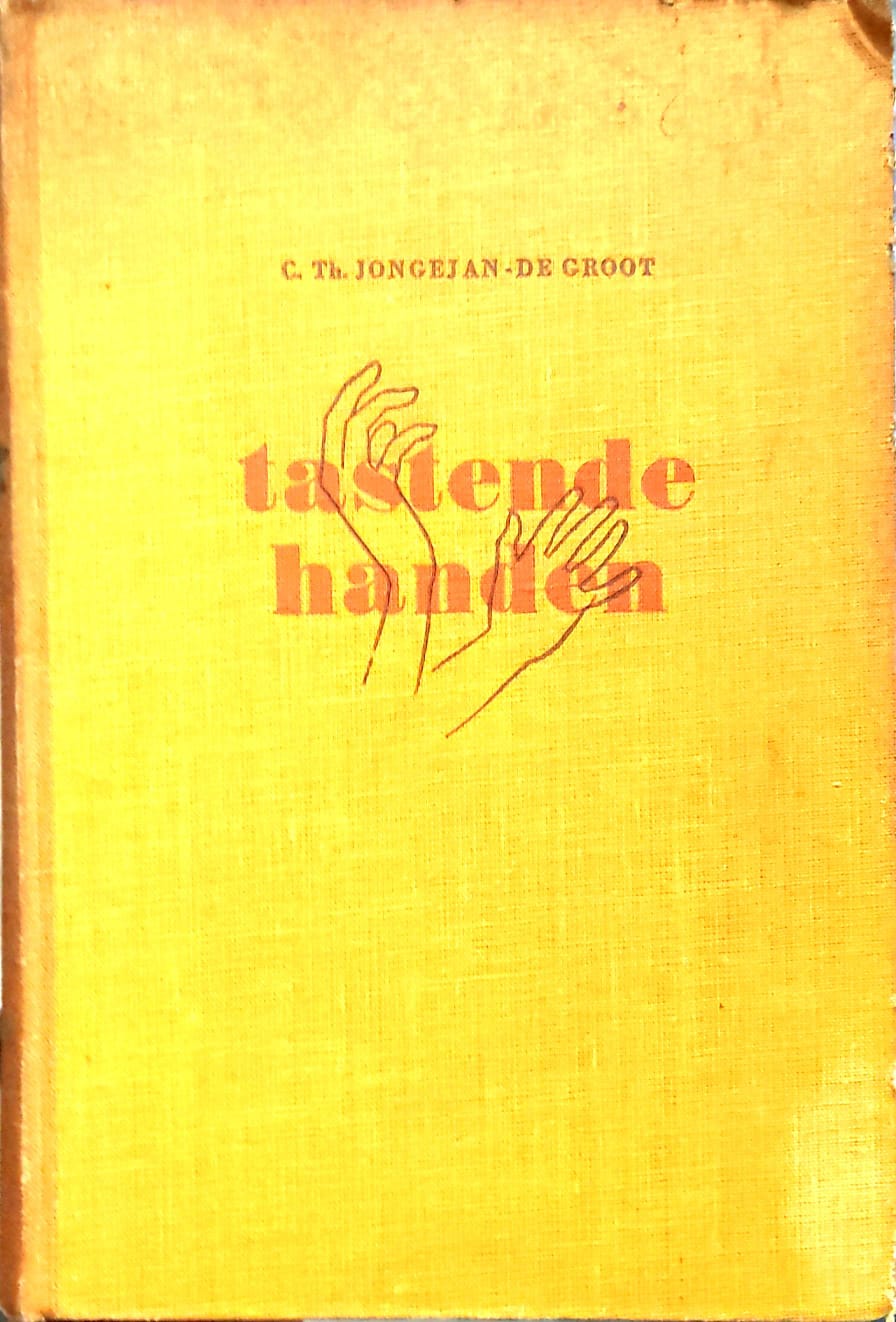 C. Th. JONGEJAN-DE GROOT
tastende
handen